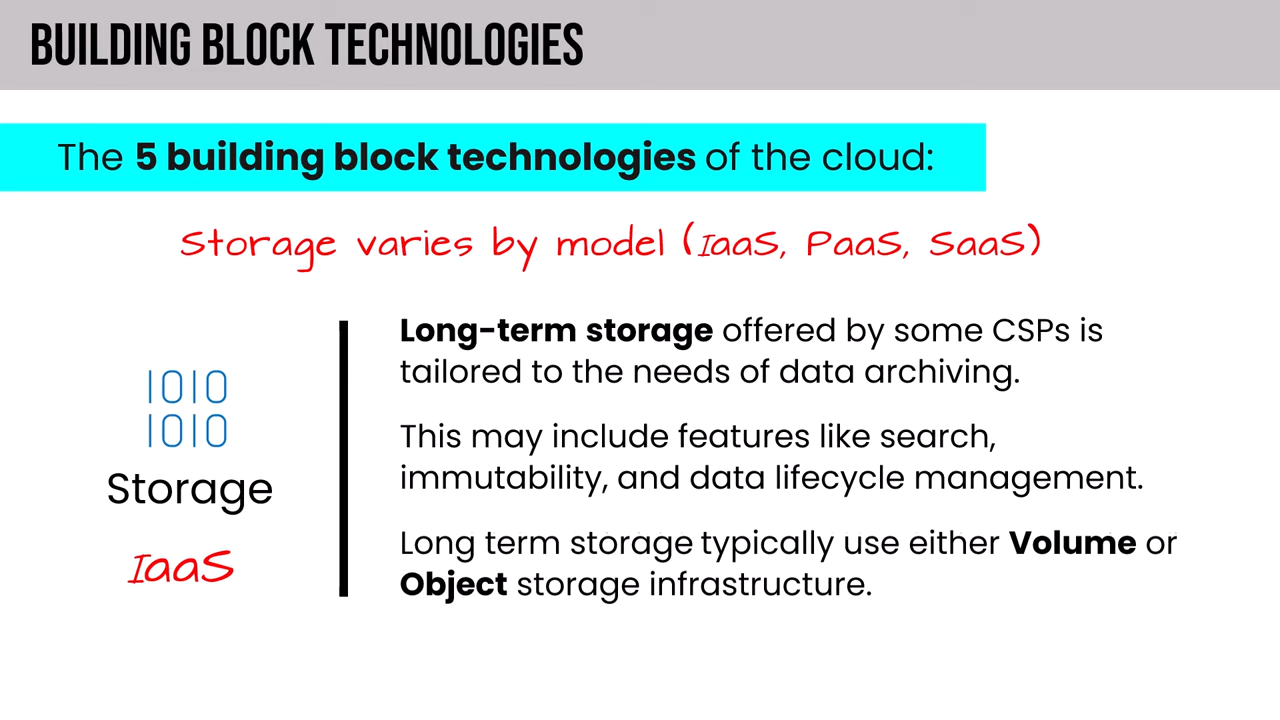 BUILDING BLOCK TECHNOLOGIES
The 5 building block technologies of the cloud:
Storage varies by model (IaaS, PaaS, SaaS)
1010
1010
Storage
IaaS
Long-term storage offered by some CSPs is
tailored to the needs of data archiving.
This may include features like search,
immutability, and data lifecycle management.
Long term storage typically use either Volume or
Object storage infrastructure.